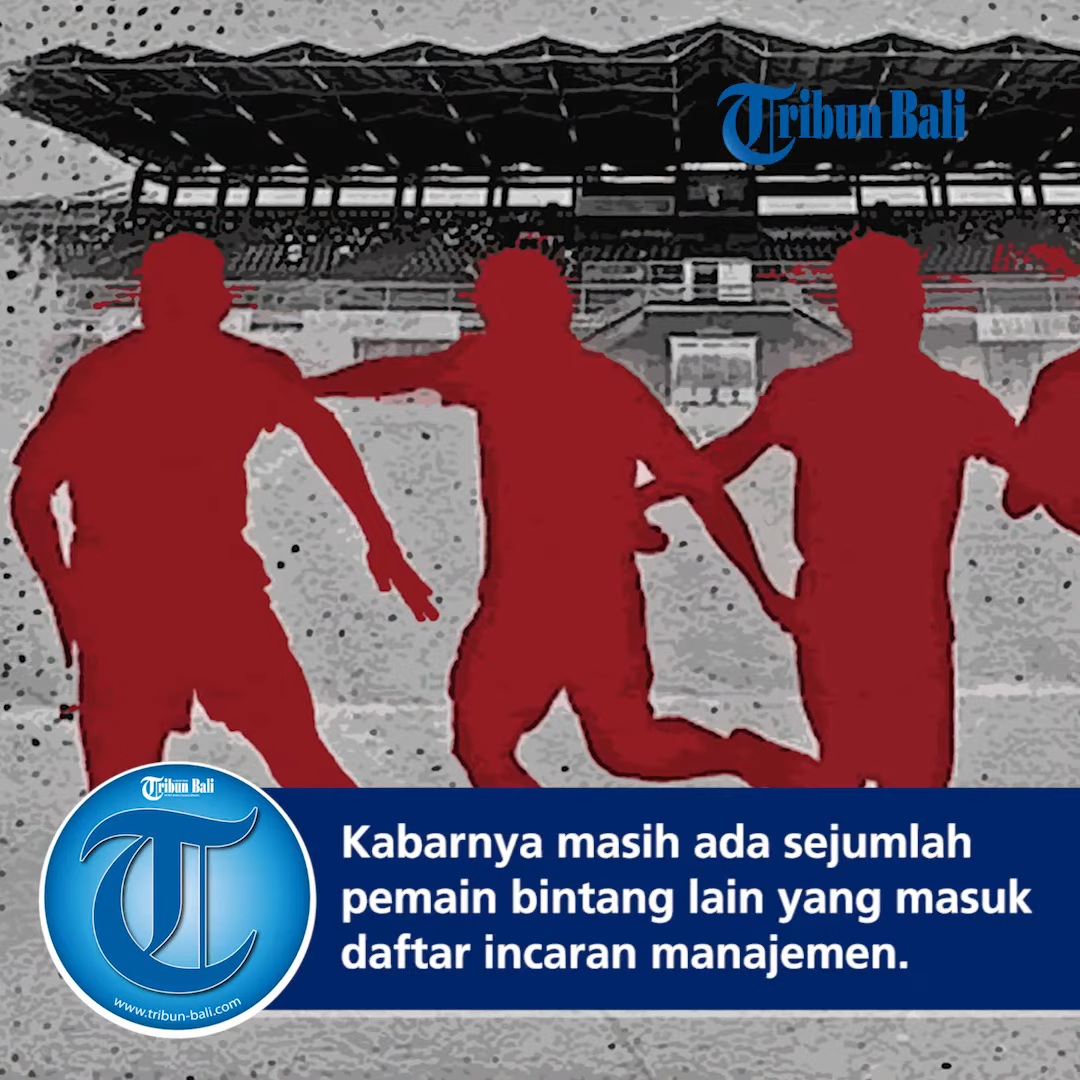 Tribun Bali
Tribun Bali
Kabarnya masih ada sejumlah
pemain bintang lain yang masuk
daftar incaran manajemen.
T
www.tribun-bali.com